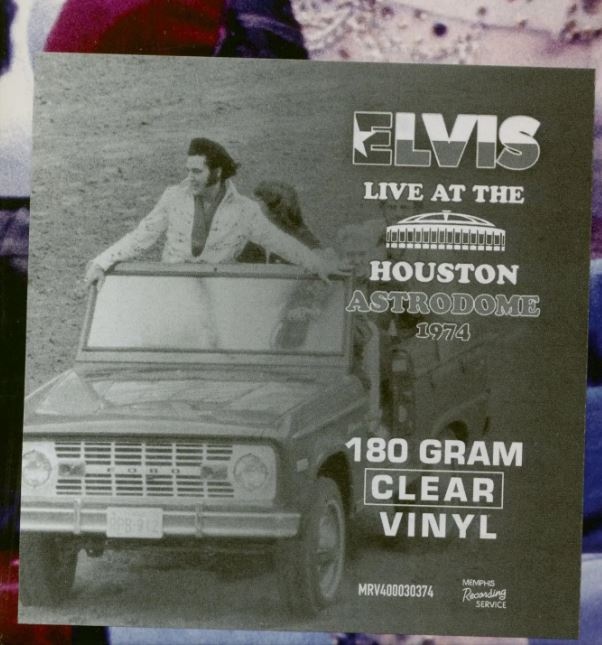 ELVIS
LIVE AT THE
HOUSTON
ASTRODOME
1974
FORD
180 GRAM
CLEAR
VINYL
MRV400030374
MEMPHIS
Recording
SERVICE